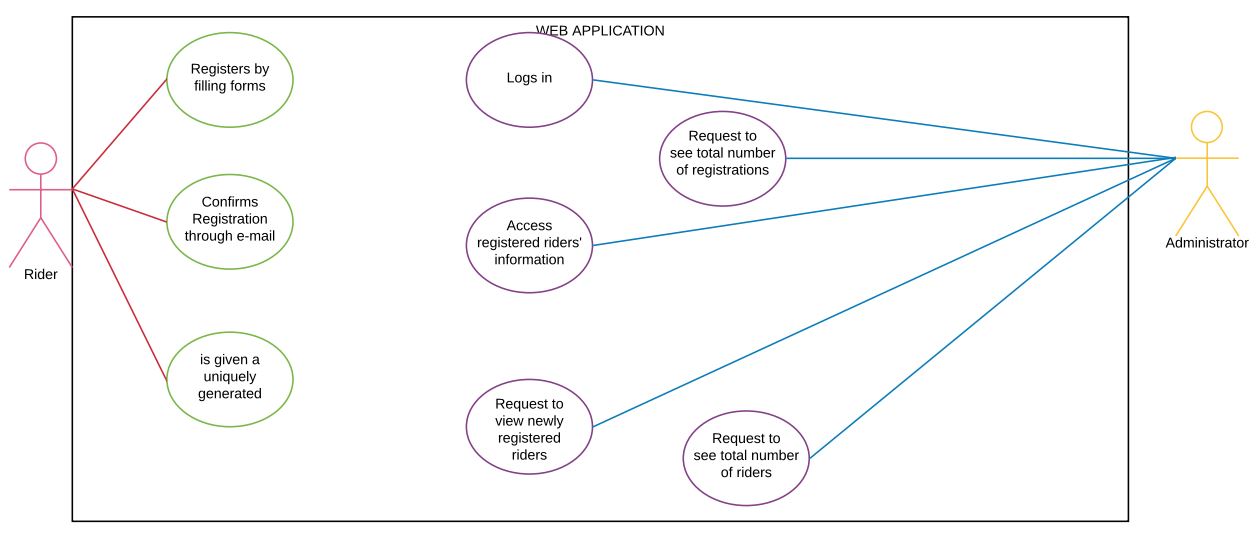 WEB APPLICATION
Registers by
filling forms
Logs in
Request to
see total number
of registrations
Confirms
Registration
through e-mail
Access
registered riders'
information
Rider
Administrator
is given a
uniquely
generated
Request to
view newly
registered
riders
Request to
see total number
of riders